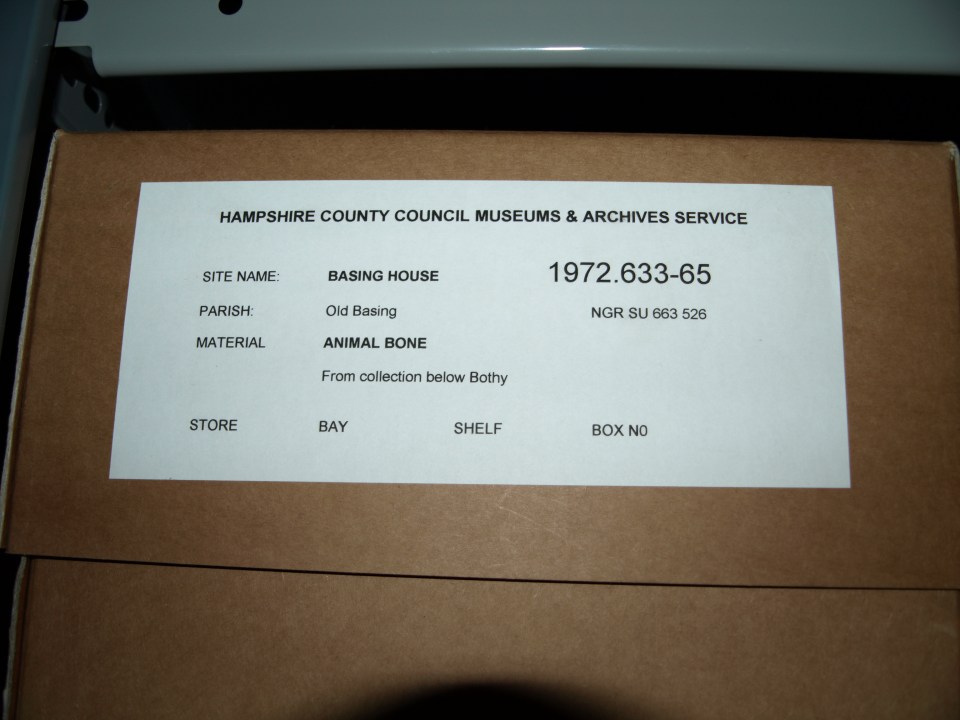 HAMPSHIRE COUNTY COUNCIL MUSEUMS & ARCHIVES SERVICE
SITE NAME: BASING HOUSE 1972.633-65
PARISH: Old Basing NGR SU 663 526
MATERIAL ANIMAL BONE
From collection below Bothy
STORE BAY SHELF BOX N0